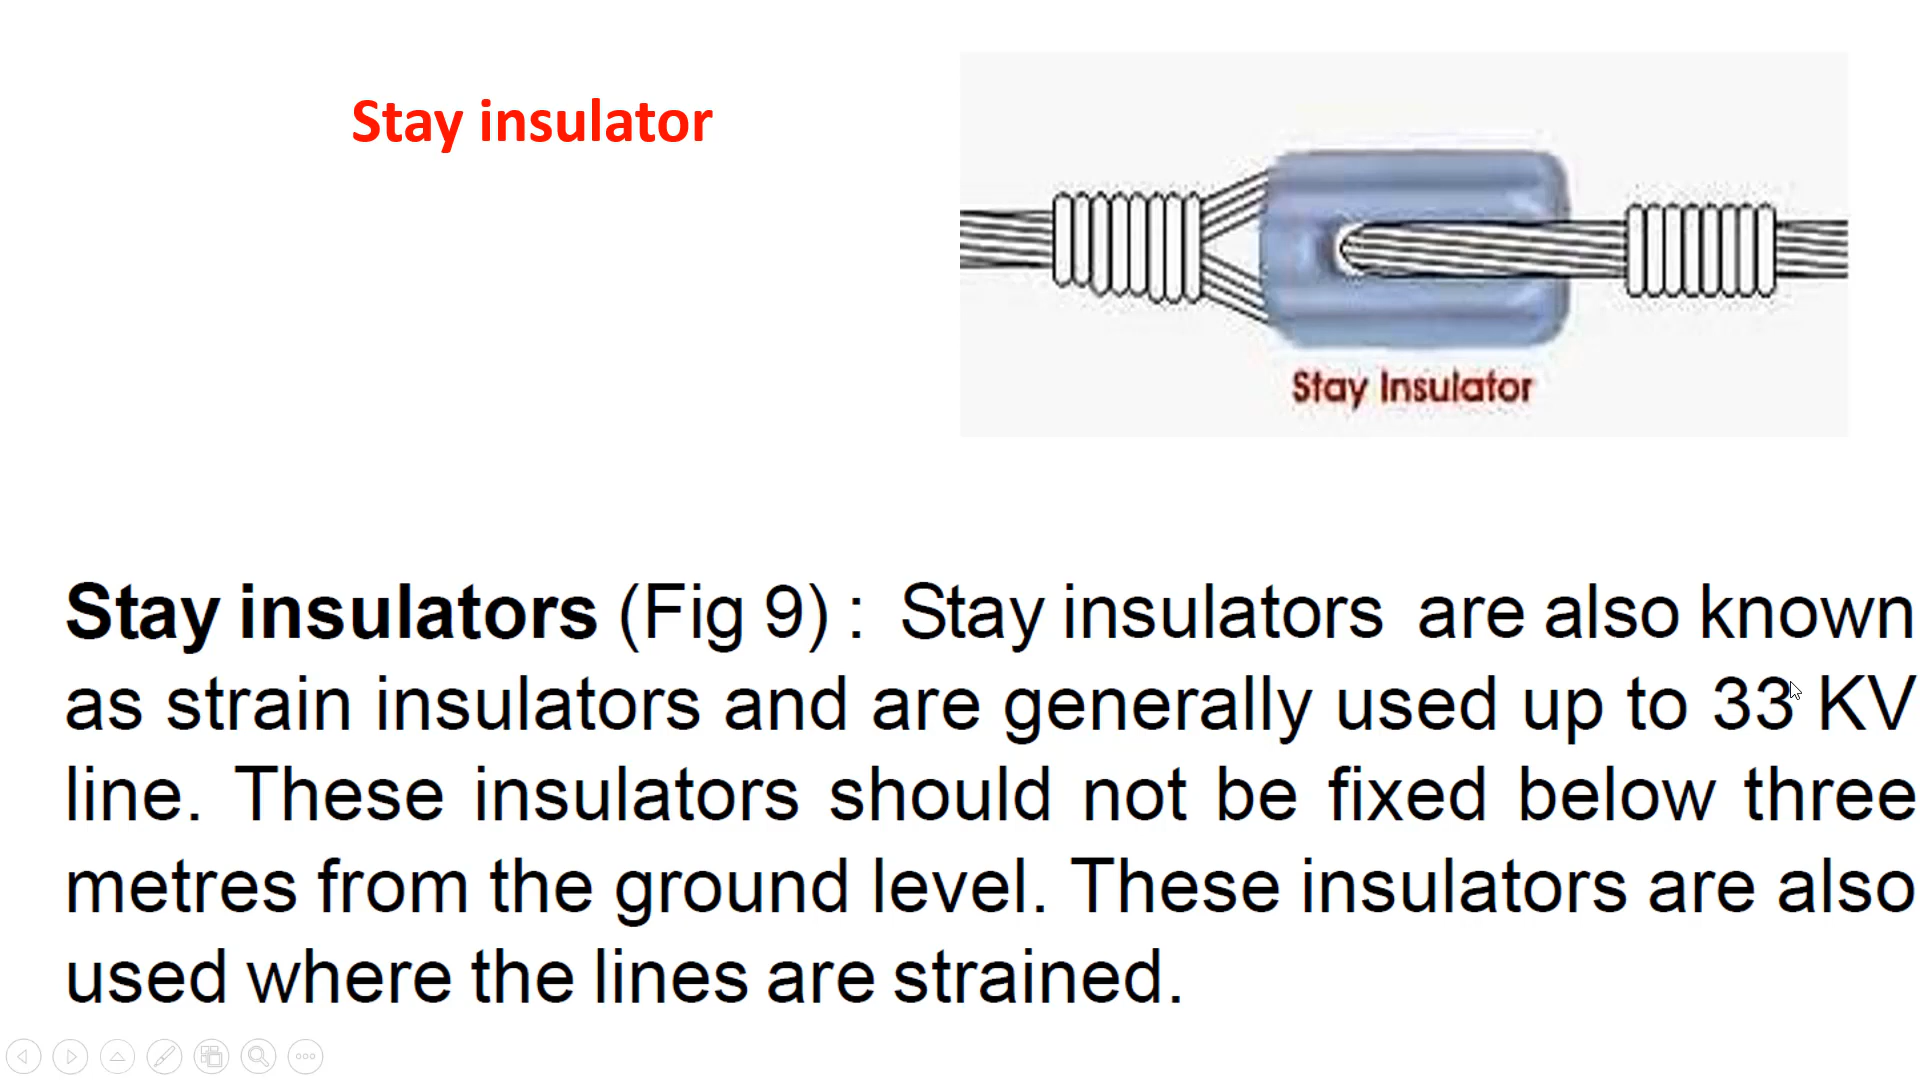 Stay insulator
Stay Insulator
Stay insulators (Fig 9) : Stay insulators are also known
as strain insulators and are generally used up to 33 KV
line. These insulators should not be fixed below three
metres from the ground level. These insulators are also
used where the lines are strained.